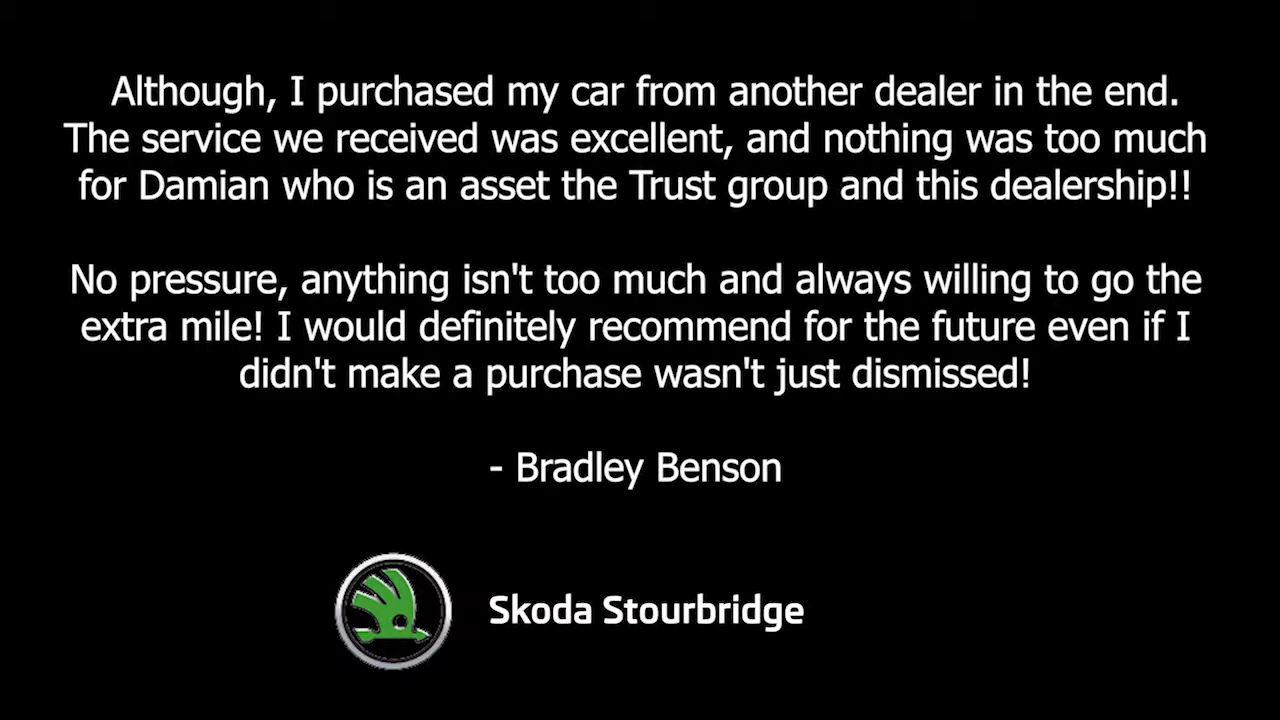 Although, I purchased my car from another dealer in the end.
The service we received was excellent, and nothing was too much
for Damian who is an asset the Trust group and this dealership!!
No pressure, anything isn't too much and always willing to go the
extra mile! I would definitely recommend for the future even if I
didn't make a purchase wasn't just dismissed!
- Bradley Benson
Skoda Stourbridge